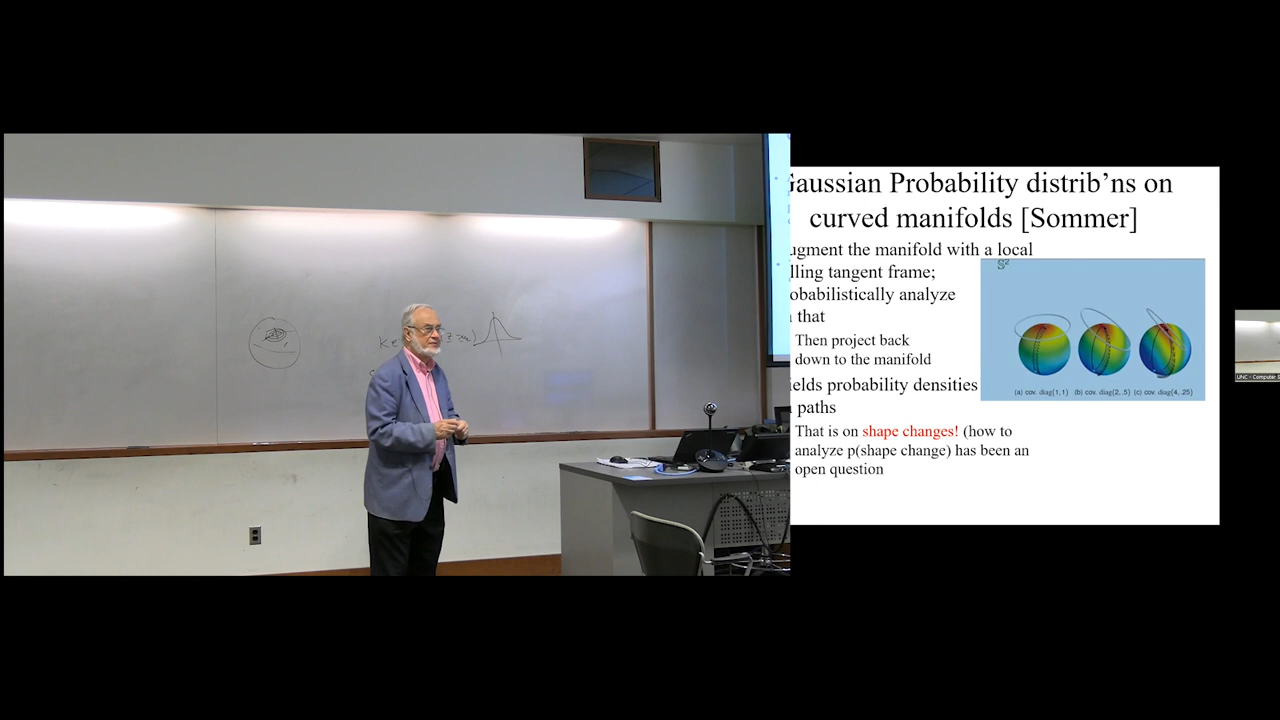 Gaussian Probability distrib’ns on
curved manifolds [Sommer]
ugment the manifold with a local
lling tangent frame;
obabilistically analyze
that
Then project back
down to the manifold
ields probability densities
paths
That is on shape changes! (how to
analyze p(shape change) has been an
open question
S²
(a) cov. diag(1,1) (b) cov. diag(2,.5) (c) cov. diag(4,.25)
UNC - Computer S